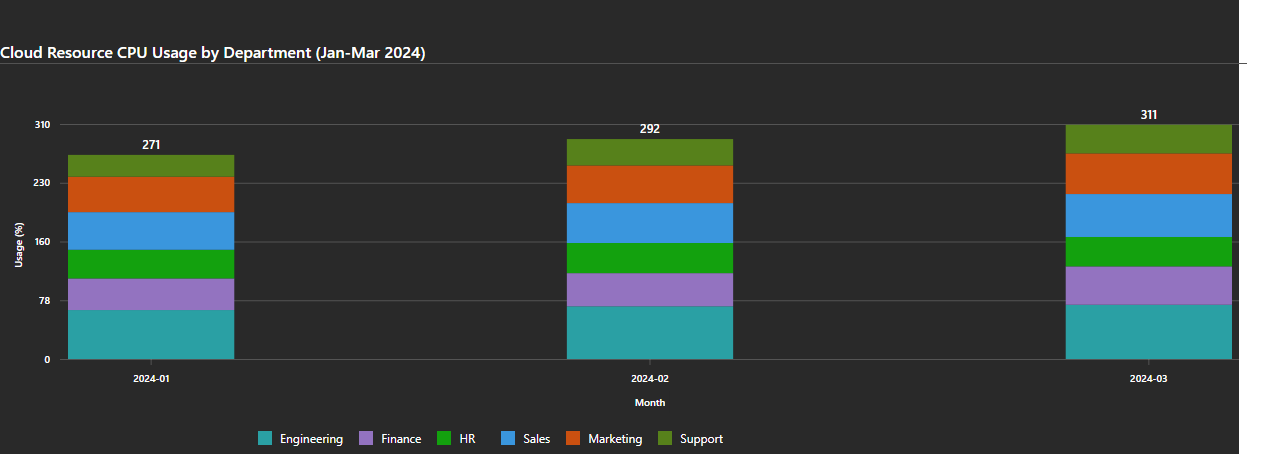 Cloud Resource CPU Usage by Department (Jan-Mar 2024)
310
230
160
78
0
Usage (%)
271
292
311
2024-01
2024-02
2024-03
Month
Engineering
Finance
HR
Sales
Marketing
Support